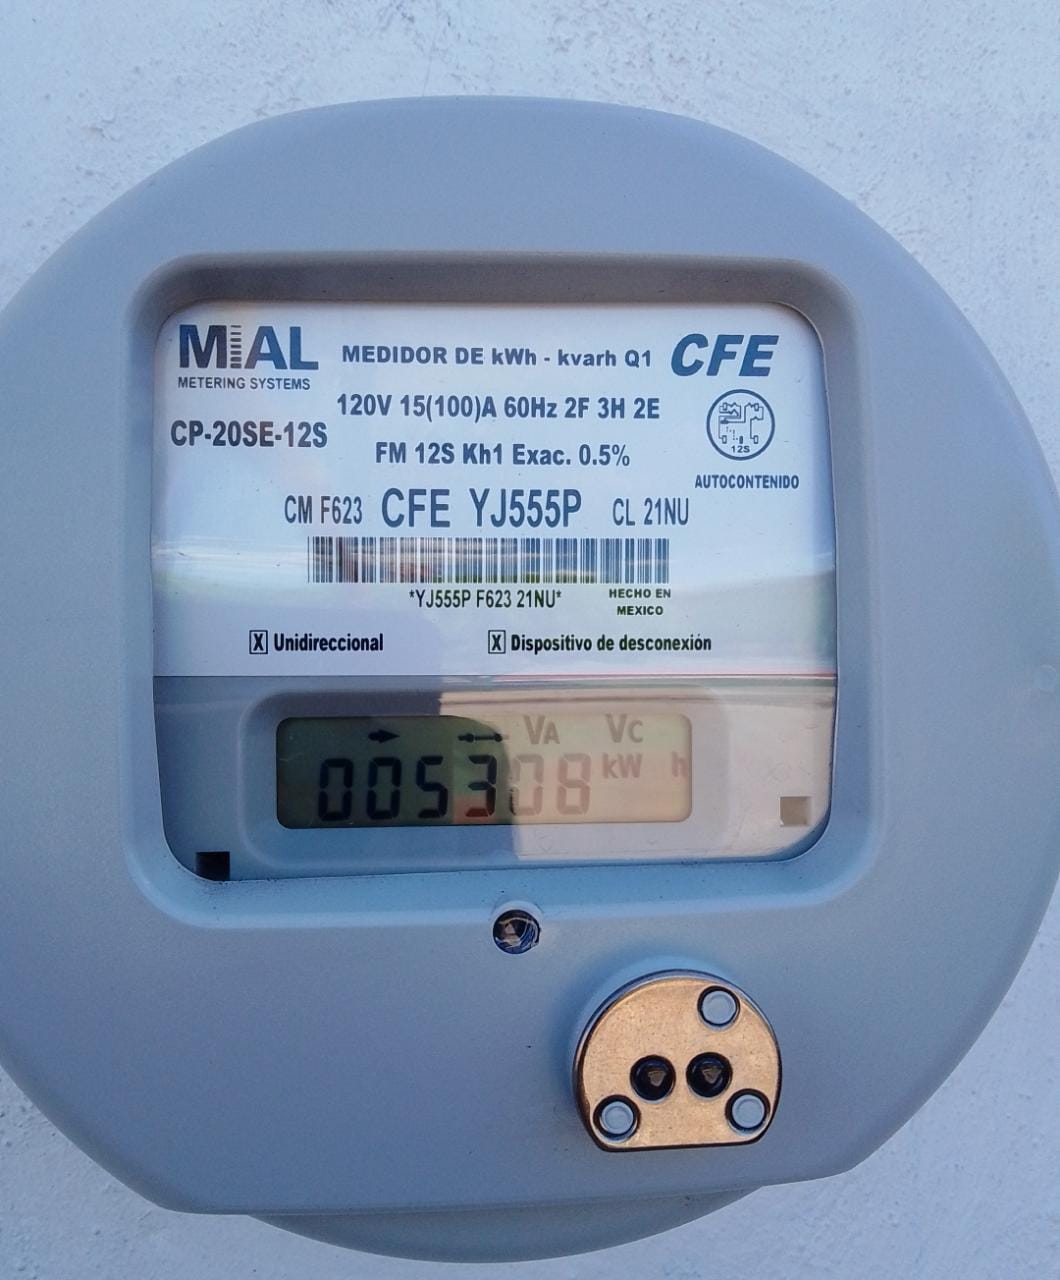 MIAL
METERING SYSTEMS
MEDIDOR DE kWh - kvarh Q1
CFE
120V 15(100)A 60Hz 2F 3H 2E
CP-20SE-12S
FM 12S Kh1 Exac. 0.5%
12S
AUTOCONTENIDO
CM F623 CFE YJ555P CL 21NU
*YJ555P F623 21NU*
HECHO EN
MEXICO
X Unidireccional
X Dispositivo de desconexión
VA VC
005308 kW h